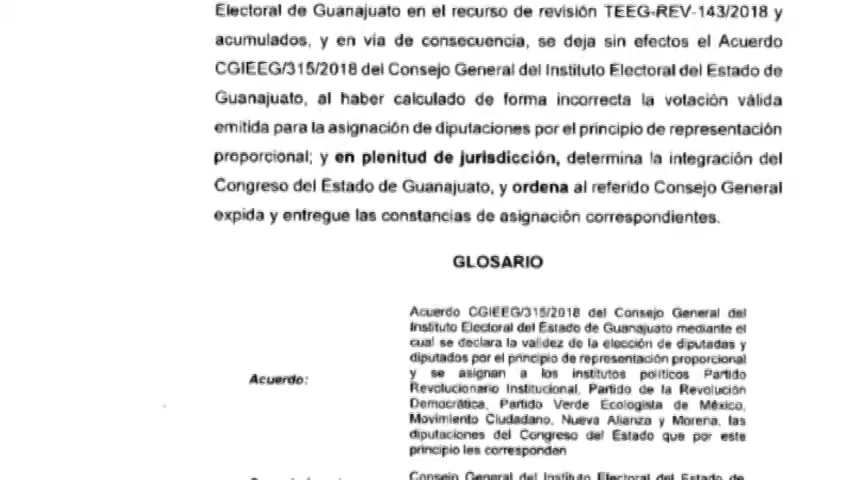 Electoral de Guanajuato en el recurso de revisión TEEG-REV-143/2018 y
acumulados, y en vía de consecuencia, se deja sin efectos el Acuerdo
CGIEEG/315/2018 del Consejo General del Instituto Electoral del Estado de
Guanajuato, al haber calculado de forma incorrecta la votación válida
emitida para la asignación de diputaciones por el principio de representación
proporcional; y en plenitud de jurisdicción, determina la integración del
Congreso del Estado de Guanajuato, y ordena al referido Consejo General
expida y entregue las constancias de asignación correspondientes.
GLOSARIO
Acuerdo:
Acuerdo CGIEEG/315/2018 del Consejo General del
Instituto Electoral del Estado de Guanajuato mediante el
cual se declara la validez de la elección de diputadas y
diputados por el principio de representación proporcional
y se asignan a los institutos políticos Partido
Revolucionario Institucional, Partido de la Revolución
Democrática, Partido Verde Ecologista de México,
Movimiento Ciudadano, Nueva Alianza y Morena, las
diputaciones del Congreso del Estado que por este
principio les corresponden
Consejo General del Instituto Electoral del Estado de